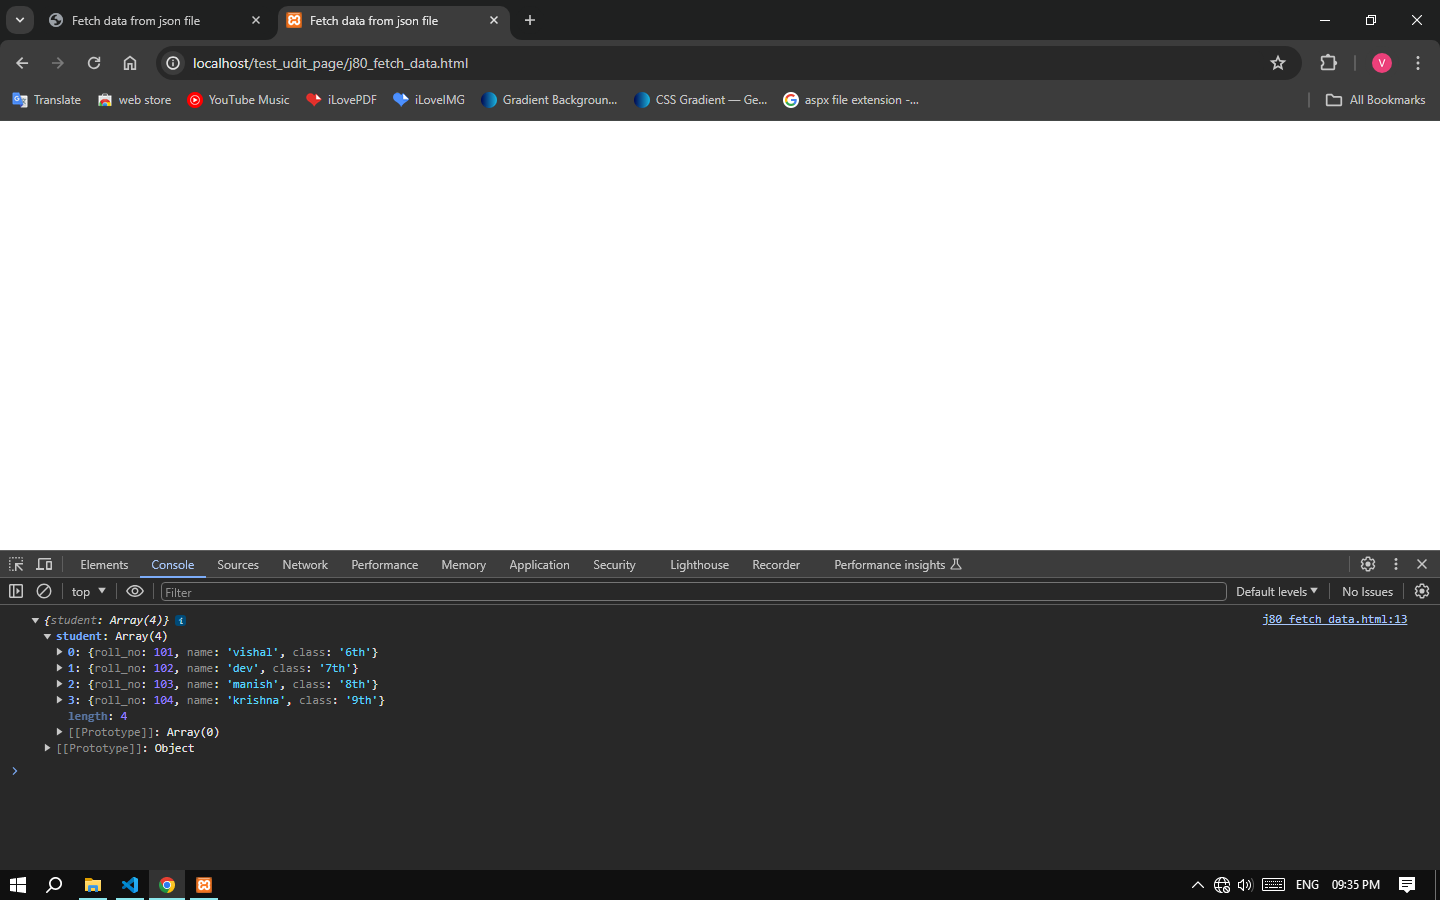 Fetch data from json file
Fetch data from json file
localhost/test_udit_page/j80_fetch_data.html
V
Translate
web store
YouTube Music
iLovePDF
iLoveIMG
Gradient Backgroun...
CSS Gradient — Ge...
aspx file extension -...
All Bookmarks
Elements
Console
Sources
Network
Performance
Memory
Application
Security
Lighthouse
Recorder
Performance insights
top
Filter
Default levels
No Issues
{student: Array(4)} i
j80 fetch data.html:13
student: Array(4)
0: {roll_no: 101, name: 'vishal', class: '6th'}
1: {roll_no: 102, name: 'dev', class: '7th'}
2: {roll_no: 103, name: 'manish', class: '8th'}
3: {roll_no: 104, name: 'krishna', class: '9th'}
length: 4
[[Prototype]]: Array(0)
[[Prototype]]: Object
ENG
09:35 PM